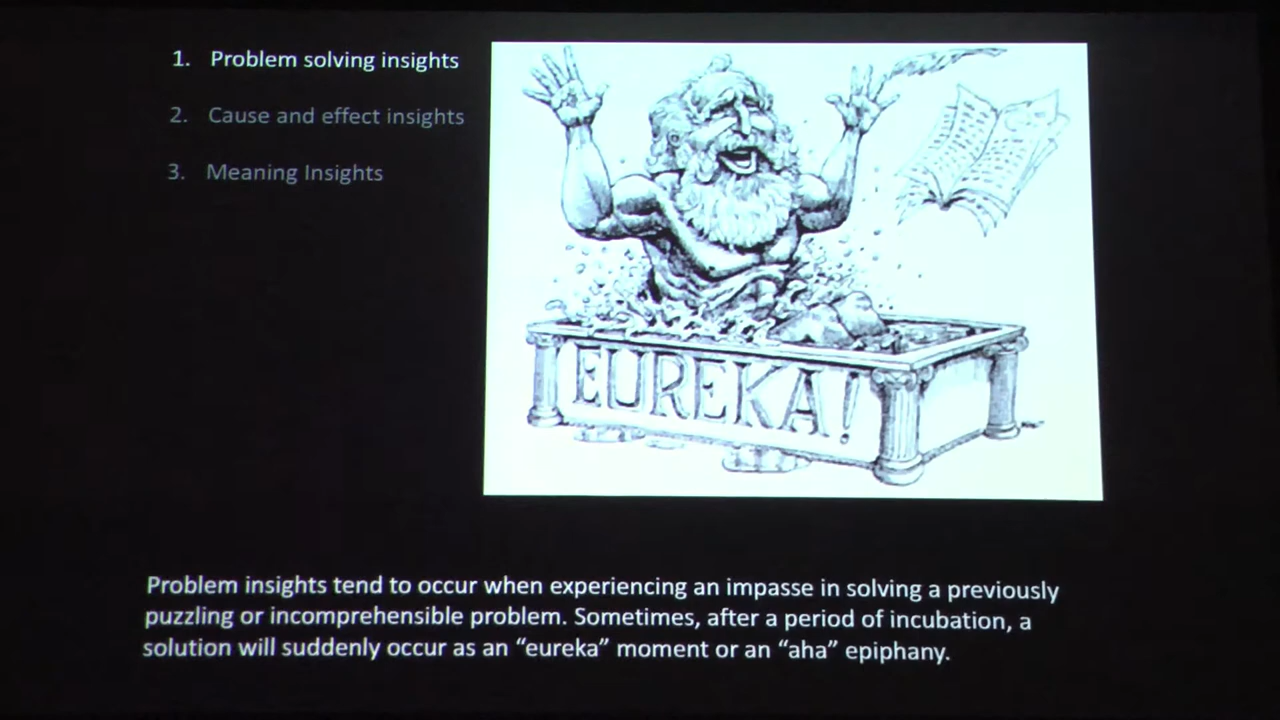 1. Problem solving insights
2. Cause and effect insights
3. Meaning Insights
EUREKA!
Problem insights tend to occur when experiencing an impasse in solving a previously
puzzling or incomprehensible problem. Sometimes, after a period of incubation, a
solution will suddenly occur as an “eureka” moment or an “aha” epiphany.